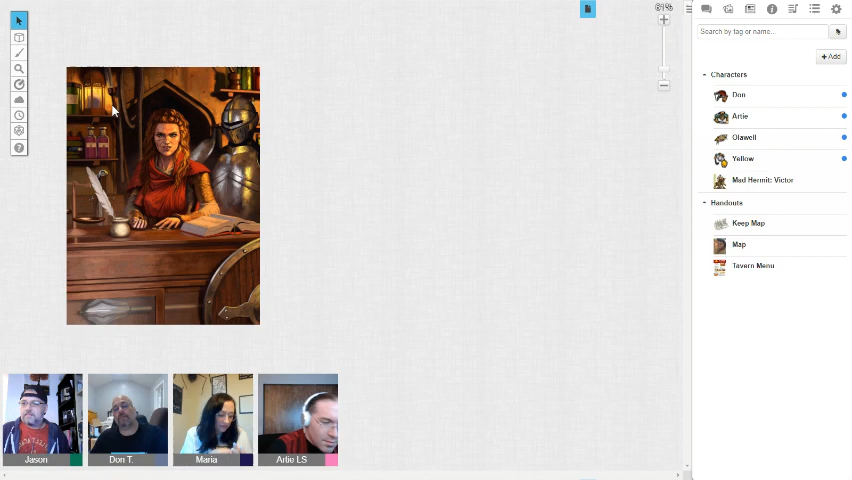 61%
Search by tag or name...
+ Add
Characters
Don
Artie
Olawell
Yellow
Mad Hermit: Victor
Handouts
Keep Map
Map
Tavern Menu
Jason
Don T.
Maria
Artie LS